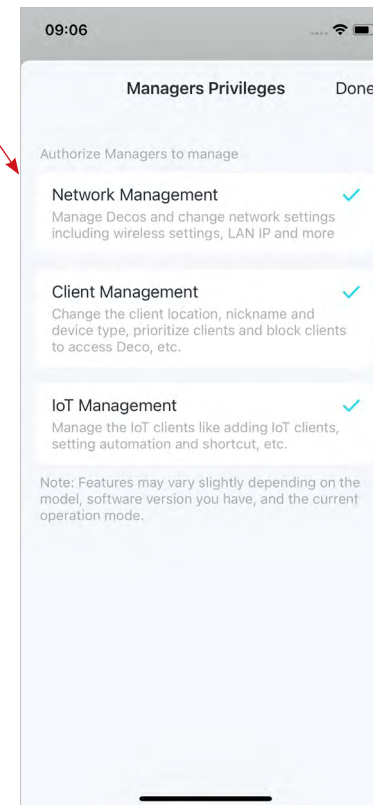 09:06
Managers Privileges
Done
Authorize Managers to manage
Network Management
Manage Decos and change network settings
including wireless settings, LAN IP and more
Client Management
Change the client location, nickname and
device type, prioritize clients and block clients
to access Deco, etc.
IoT Management
Manage the IoT clients like adding IoT clients,
setting automation and shortcut, etc.
Note: Features may vary slightly depending on the
model, software version you have, and the current
operation mode.